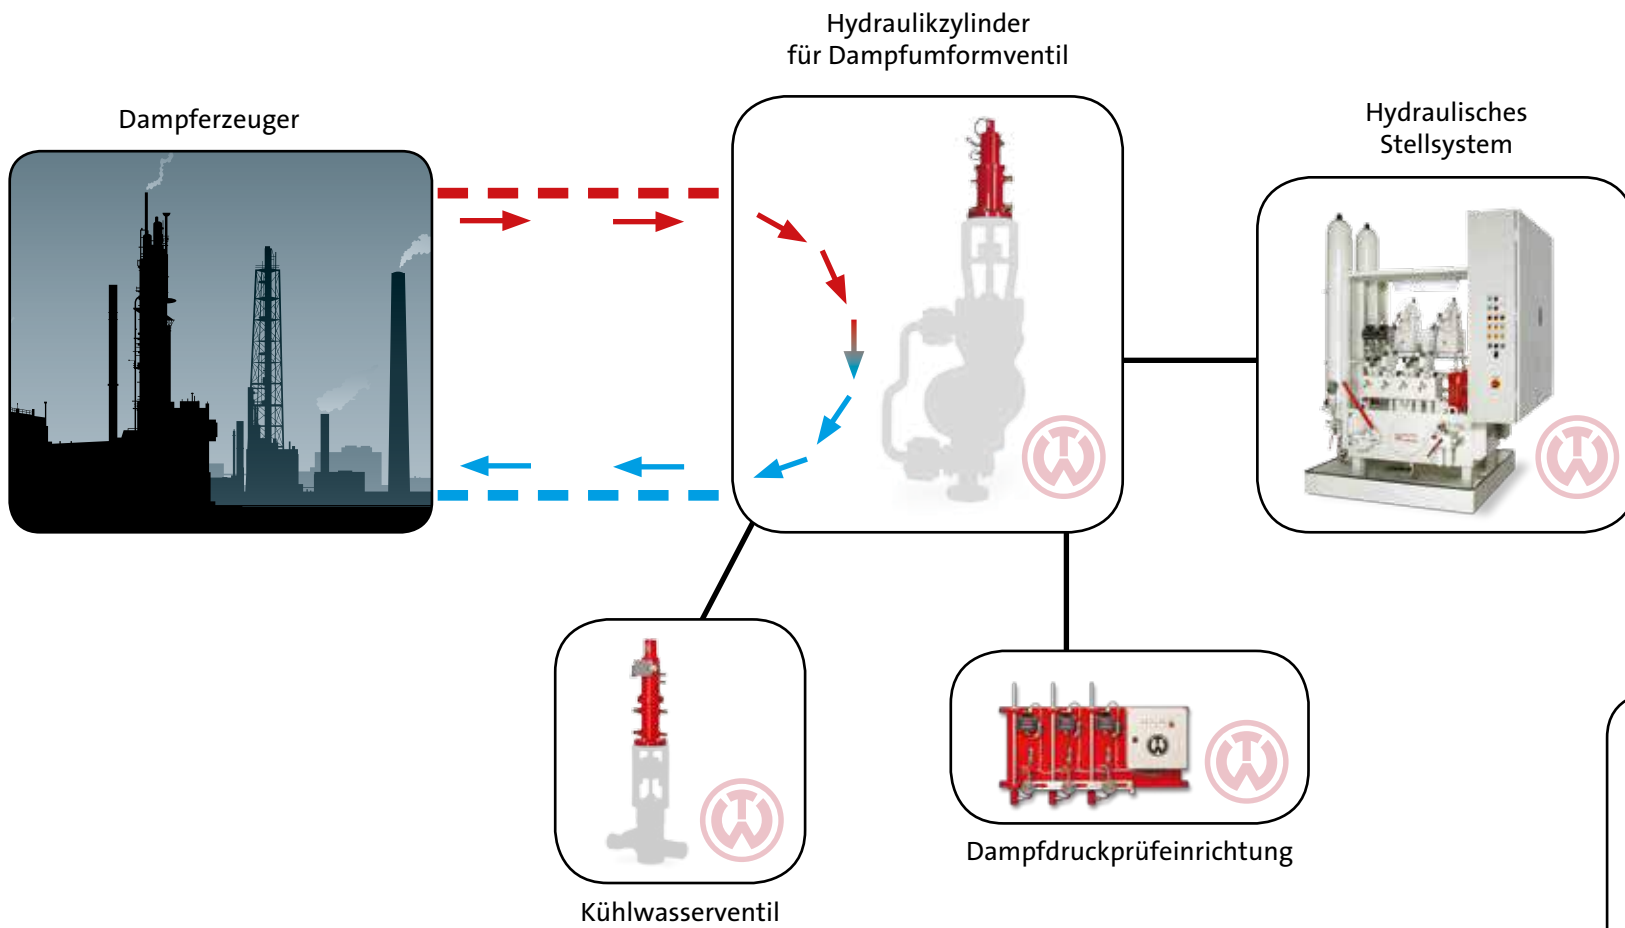 Hydraulikzylinder
für Dampfumformventil
Dampferzeuger
Hydraulisches
Stellsystem
Dampfdruckprüfeinrichtung
Kühlwasserventil